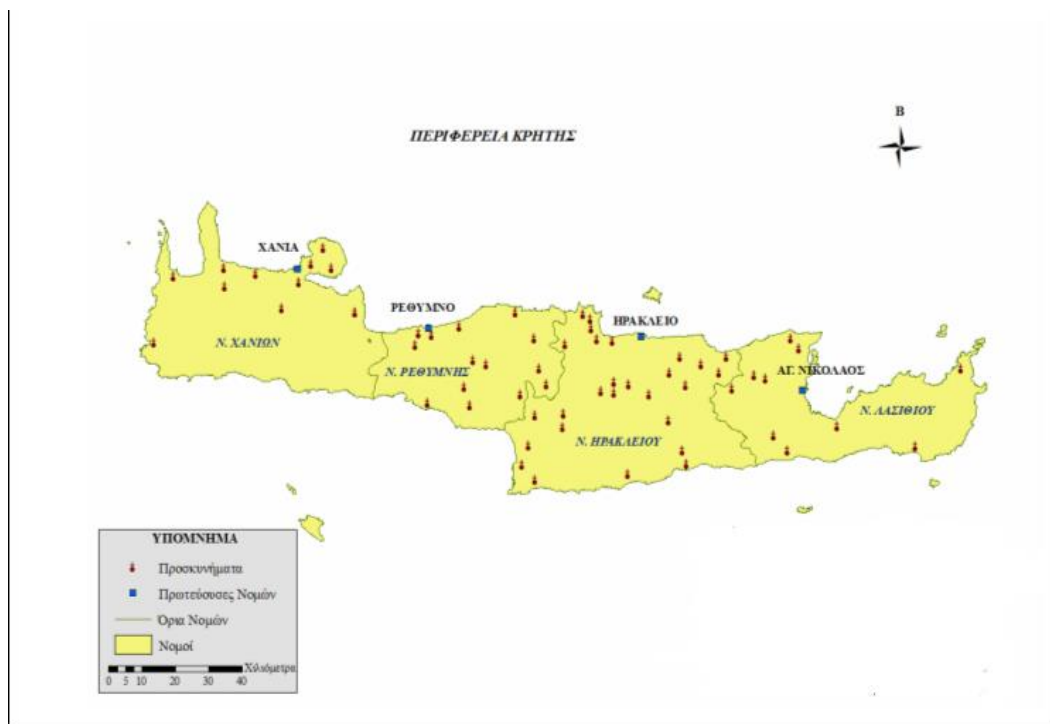 Β
ΠΕΡΙΦΕΡΕΙΑ ΚΡΗΤΗΣ
ΧΑΝΙΑ
ΡΕΘΥΜΝΟ
ΗΡΑΚΛΕΙΟ
Ν. ΧΑΝΙΩΝ
Ν. ΡΕΘΥΜΝΗΣ
ΑΓ. ΝΙΚΟΛΑΟΣ
Ν. ΛΑΣΙΘΙΟΥ
Ν. ΗΡΑΚΛΕΙΟΥ
ΥΠΟΜΝΗΜΑ
Προσκυνήματα
Πρωτεύουσες Νομών
Όρια Νομών
Νομοί
Χιλιόμετρα
0 5 10 20 30 40